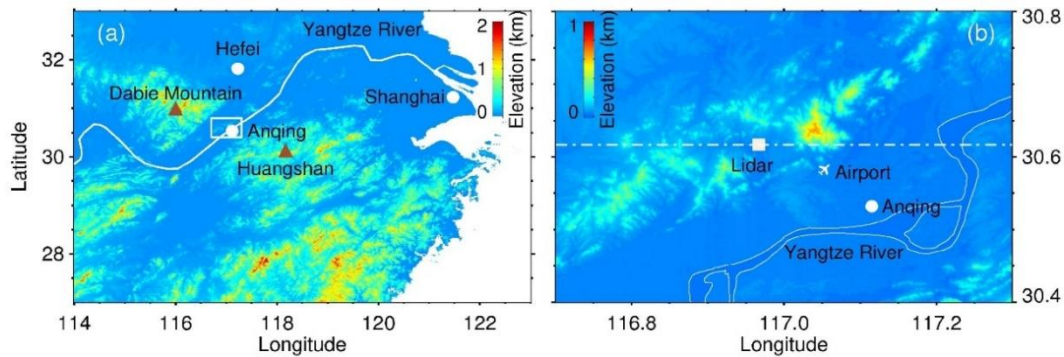 (a)
Hefei
Yangtze River
Dabie Mountain
Shanghai
Anqing
Huangshan
2
1
0
Elevation (km)
32
30
28
Latitude
114
116
118
120
122
Longitude
(b)
1
0
Elevation (km)
Lidar
Airport
Anqing
Yangtze River
30.8
30.6
30.4
116.8
117.0
117.2
Longitude